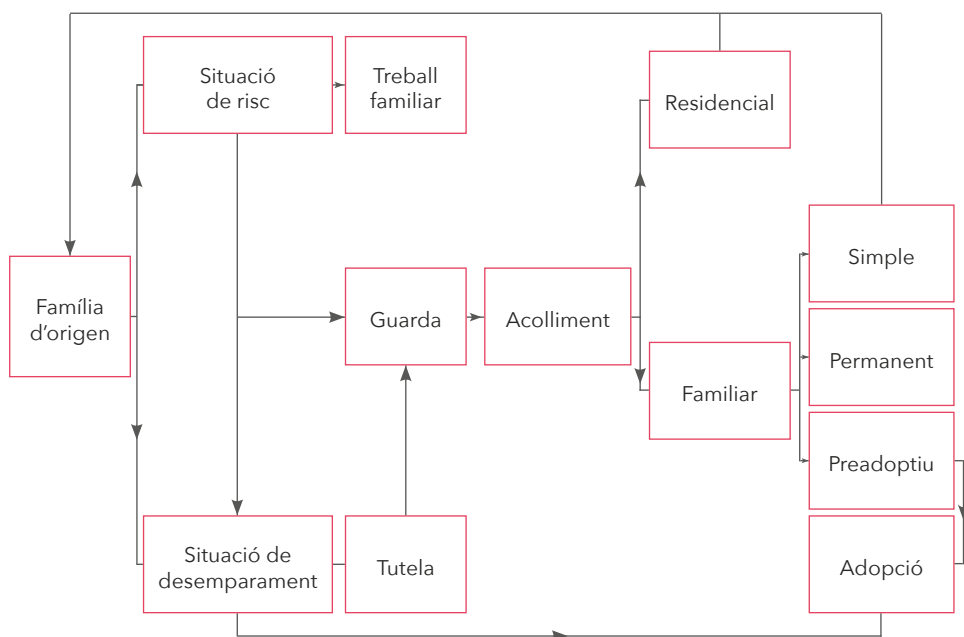 Situació
de risc
Treball
familiar
Residencial
Família
d'origen
Guarda
Acolliment
Simple
Familiar
Permanent
Preadoptiu
Situació de
desemparament
Tutela
Adopció